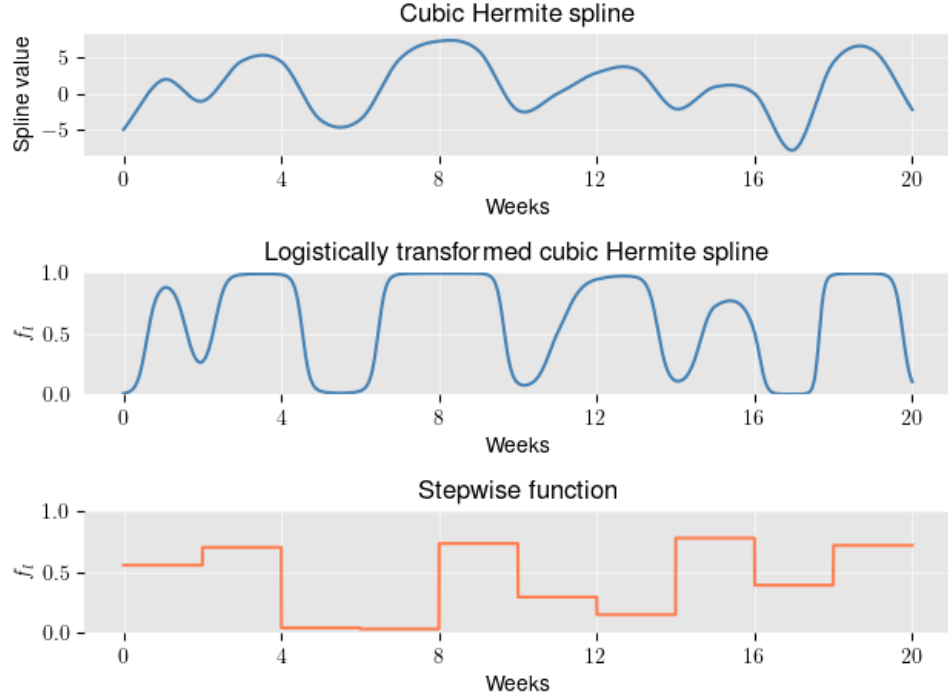 Cubic Hermite spline
Spline value
5
0
−5
0 4 8 12 16 20
Weeks
Logistically transformed cubic Hermite spline
f_l
1.0
0.5
0.0
0 4 8 12 16 20
Weeks
Stepwise function
f_l
1.0
0.5
0.0
0 4 8 12 16 20
Weeks